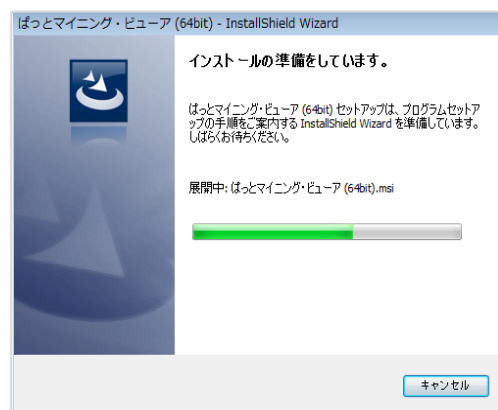 ぱっとマイニング・ビューア (64bit) - InstallShield Wizard
インストールの準備をしています。
ぱっとマイニング・ビューア (64bit) セットアップは、プログラムセットア
ップの手順をご案内する InstallShield Wizard を準備しています。
しばらくお待ちください。
展開中: ぱっとマイニング・ビューア (64bit).msi
キャンセル